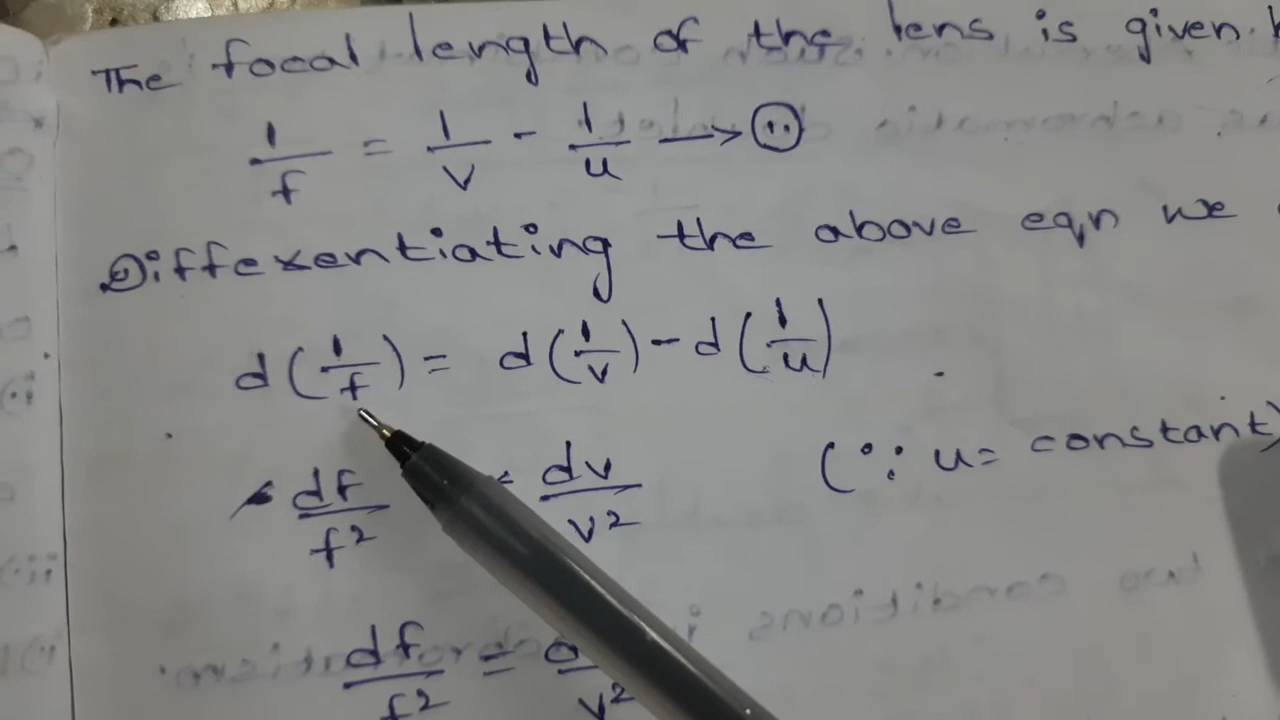 The focal length of the lens is given
1/f = 1/v - 1/u → (ii)
Differentiating the above eqn we
d(1/f) = d(1/v) - d(1/u)
- df/f² = - dv/v² (∵ u= constant)
df/f² = /v²